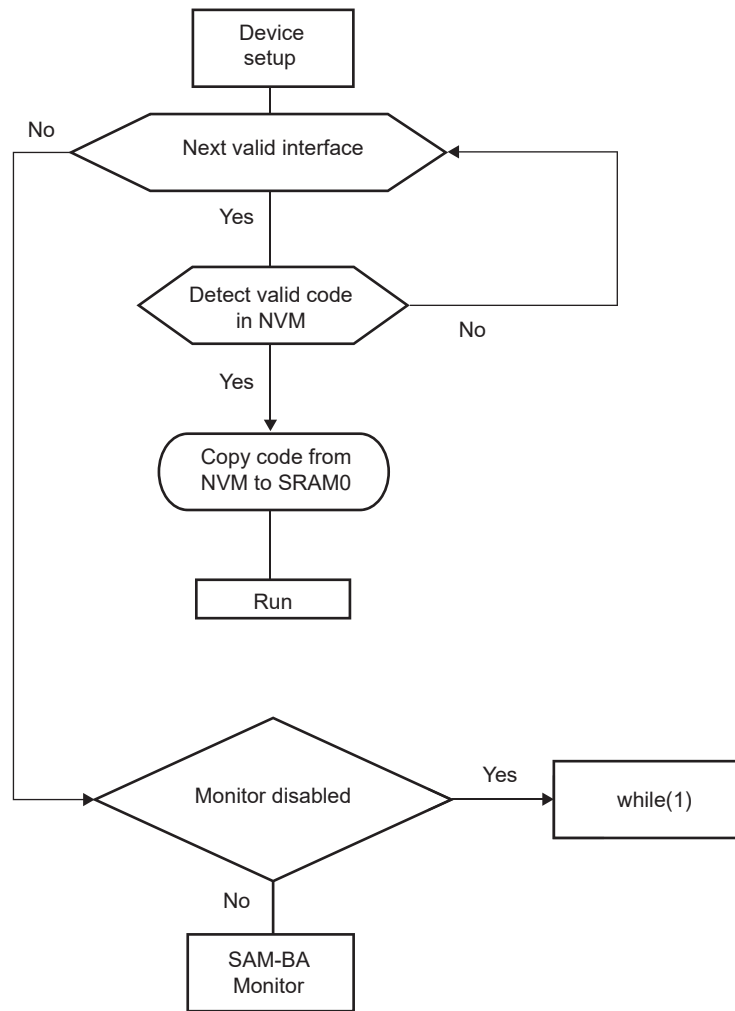 Device
setup
No
Next valid interface
Yes
Detect valid code
in NVM
No
Yes
Copy code from
NVM to SRAM0
Run
Monitor disabled
Yes
while(1)
No
SAM-BA
Monitor